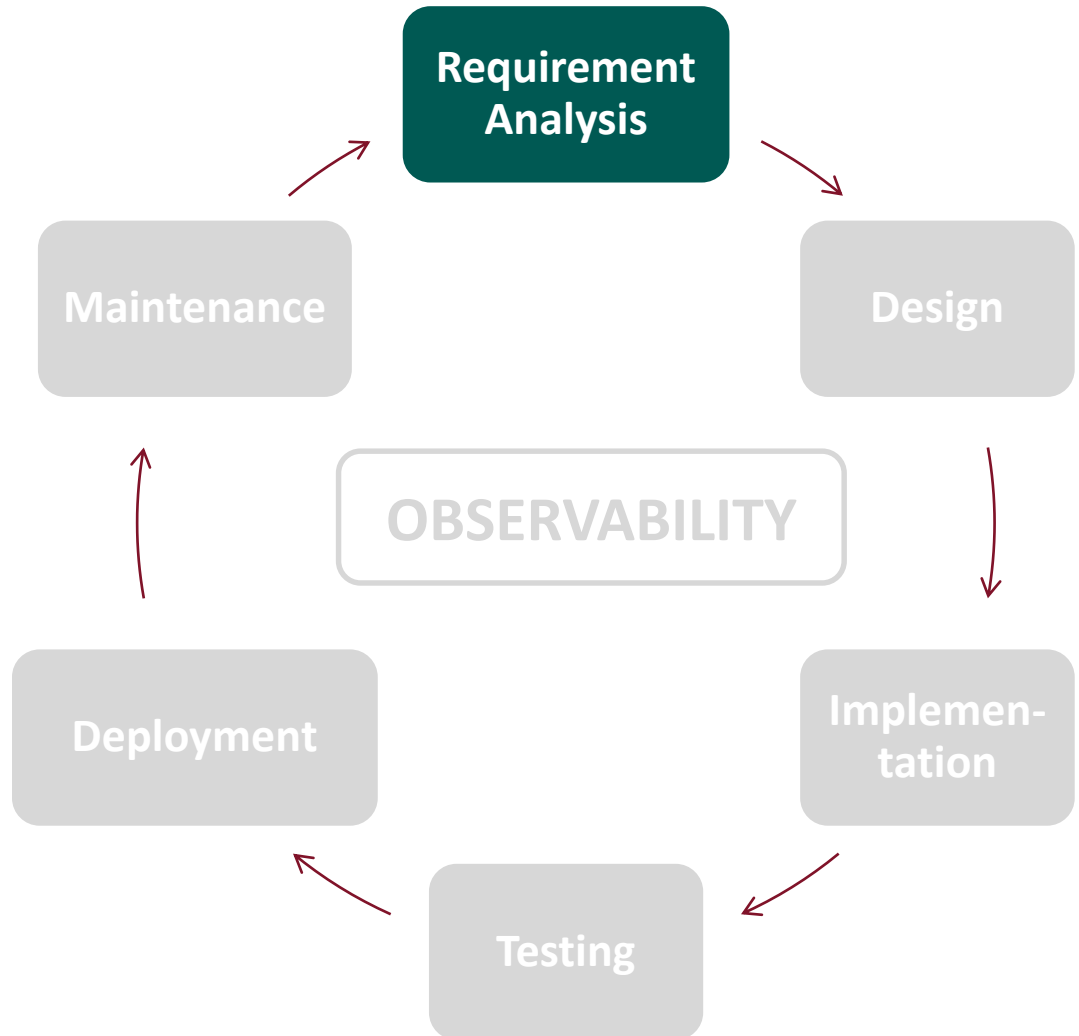 Requirement
Analysis
Maintenance
Design
OBSERVABILITY
Deployment
Implemen-
tation
Testing